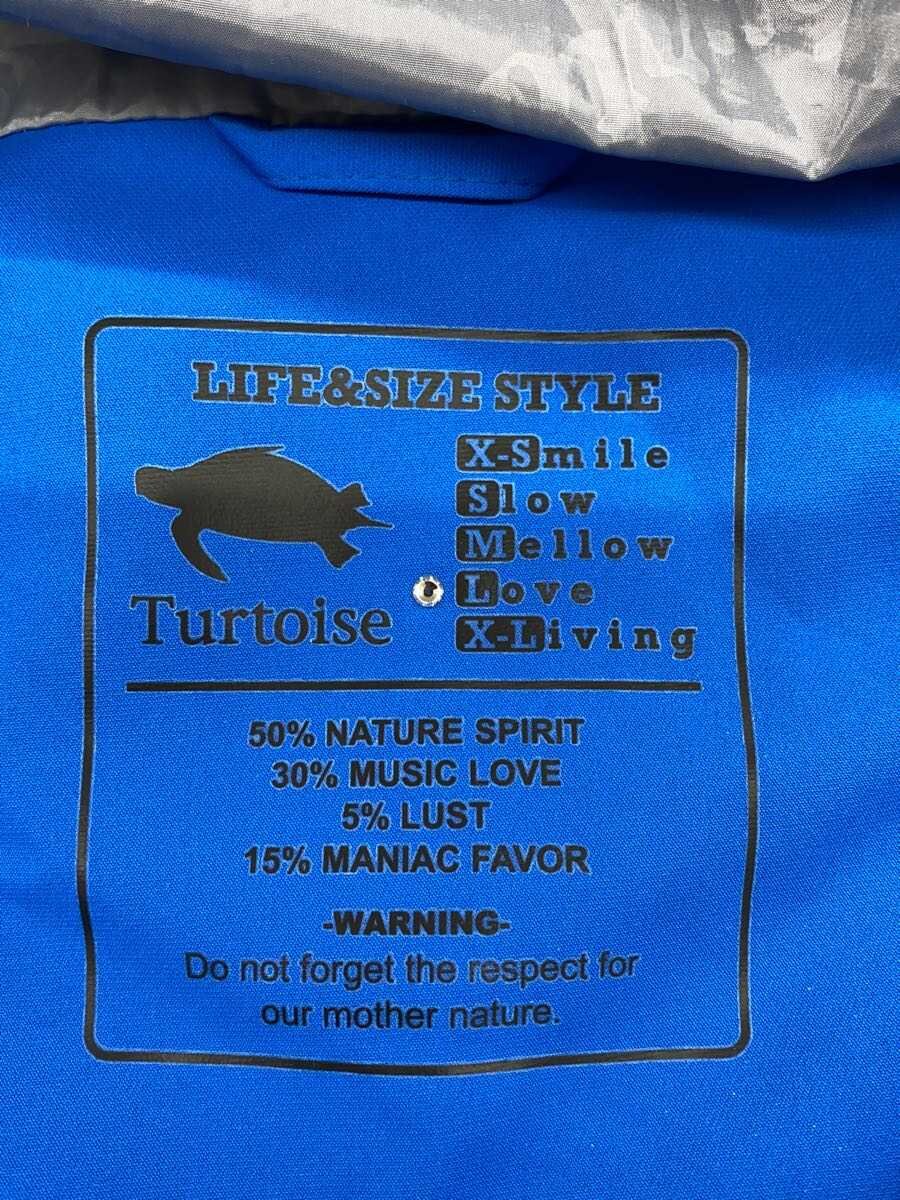 LIFE&SIZE STYLE
X-Smile
Slow
Mellow
Love
X-Living
Turtoise
50% NATURE SPIRIT
30% MUSIC LOVE
5% LUST
15% MANIAC FAVOR
-WARNING-
Do not forget the respect for
our mother nature.